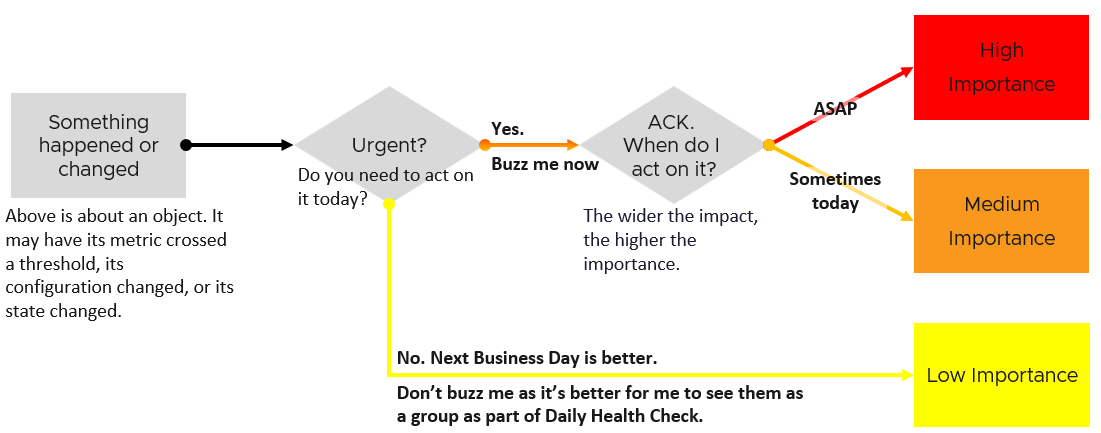 Something
happened or
changed
Above is about an object. It
may have its metric crossed
a threshold, its
configuration changed, or its
state changed.
Urgent?
Do you need to act on
it today?
Yes.
Buzz me now
ACK.
When do I
act on it?
The wider the impact,
the higher the
importance.
ASAP
Sometimes
today
High
Importance
Medium
Importance
No. Next Business Day is better.
Don’t buzz me as it’s better for me to see them as
a group as part of Daily Health Check.
Low Importance